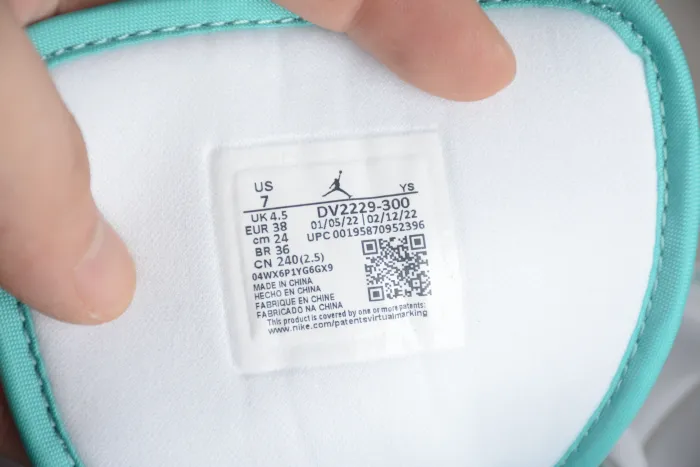 US YS
7
UK 4.5 DV2229-300
EUR 38 01/05/22 02/12/22
cm 24 UPC 00195870952396
BR 36
CN 240(2.5)
04WX6P1YG6GX9
MADE IN CHINA
HECHO EN CHINA
FABRIQUE EN CHINE
FABRICADO NA CHINA
This product is covered by one or more patents:
www.nike.com/patentsvirtualmarking